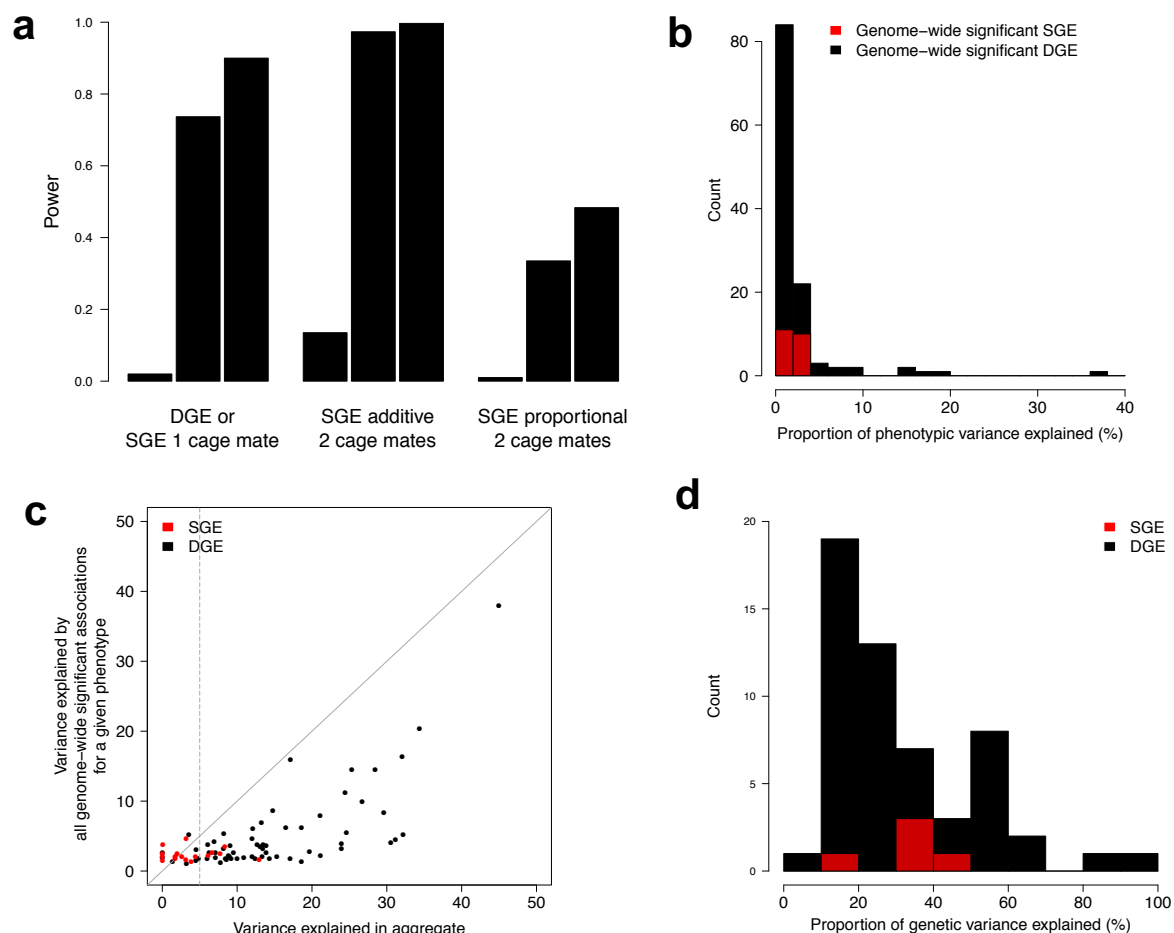 a
1.0
0.8
0.6
0.4
0.2
0.0
Power
DGE or
SGE 1 cage mate
SGE additive
2 cage mates
SGE proportional
2 cage mates
b
Genome−wide significant SGE
Genome−wide significant DGE
80
60
40
20
0
Count
0 10 20 30 40
Proportion of phenotypic variance explained (%)
c
SGE
DGE
50
40
30
20
10
0
Variance explained by
all genome−wide significant associations
for a given phenotype
0 10 20 30 40 50
Variance explained in aggregate
d
SGE
DGE
20
15
10
5
0
Count
0 20 40 60 80 100
Proportion of genetic variance explained (%)